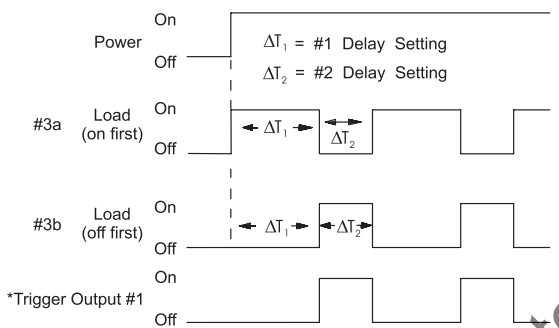 On
Power
Off
ΔT₁ = #1 Delay Setting
ΔT₂ = #2 Delay Setting
On
#3a Load
(on first)
Off
ΔT₁
ΔT₂
On
#3b Load
(off first)
Off
ΔT₁
ΔT₂
On
*Trigger Output #1
Off